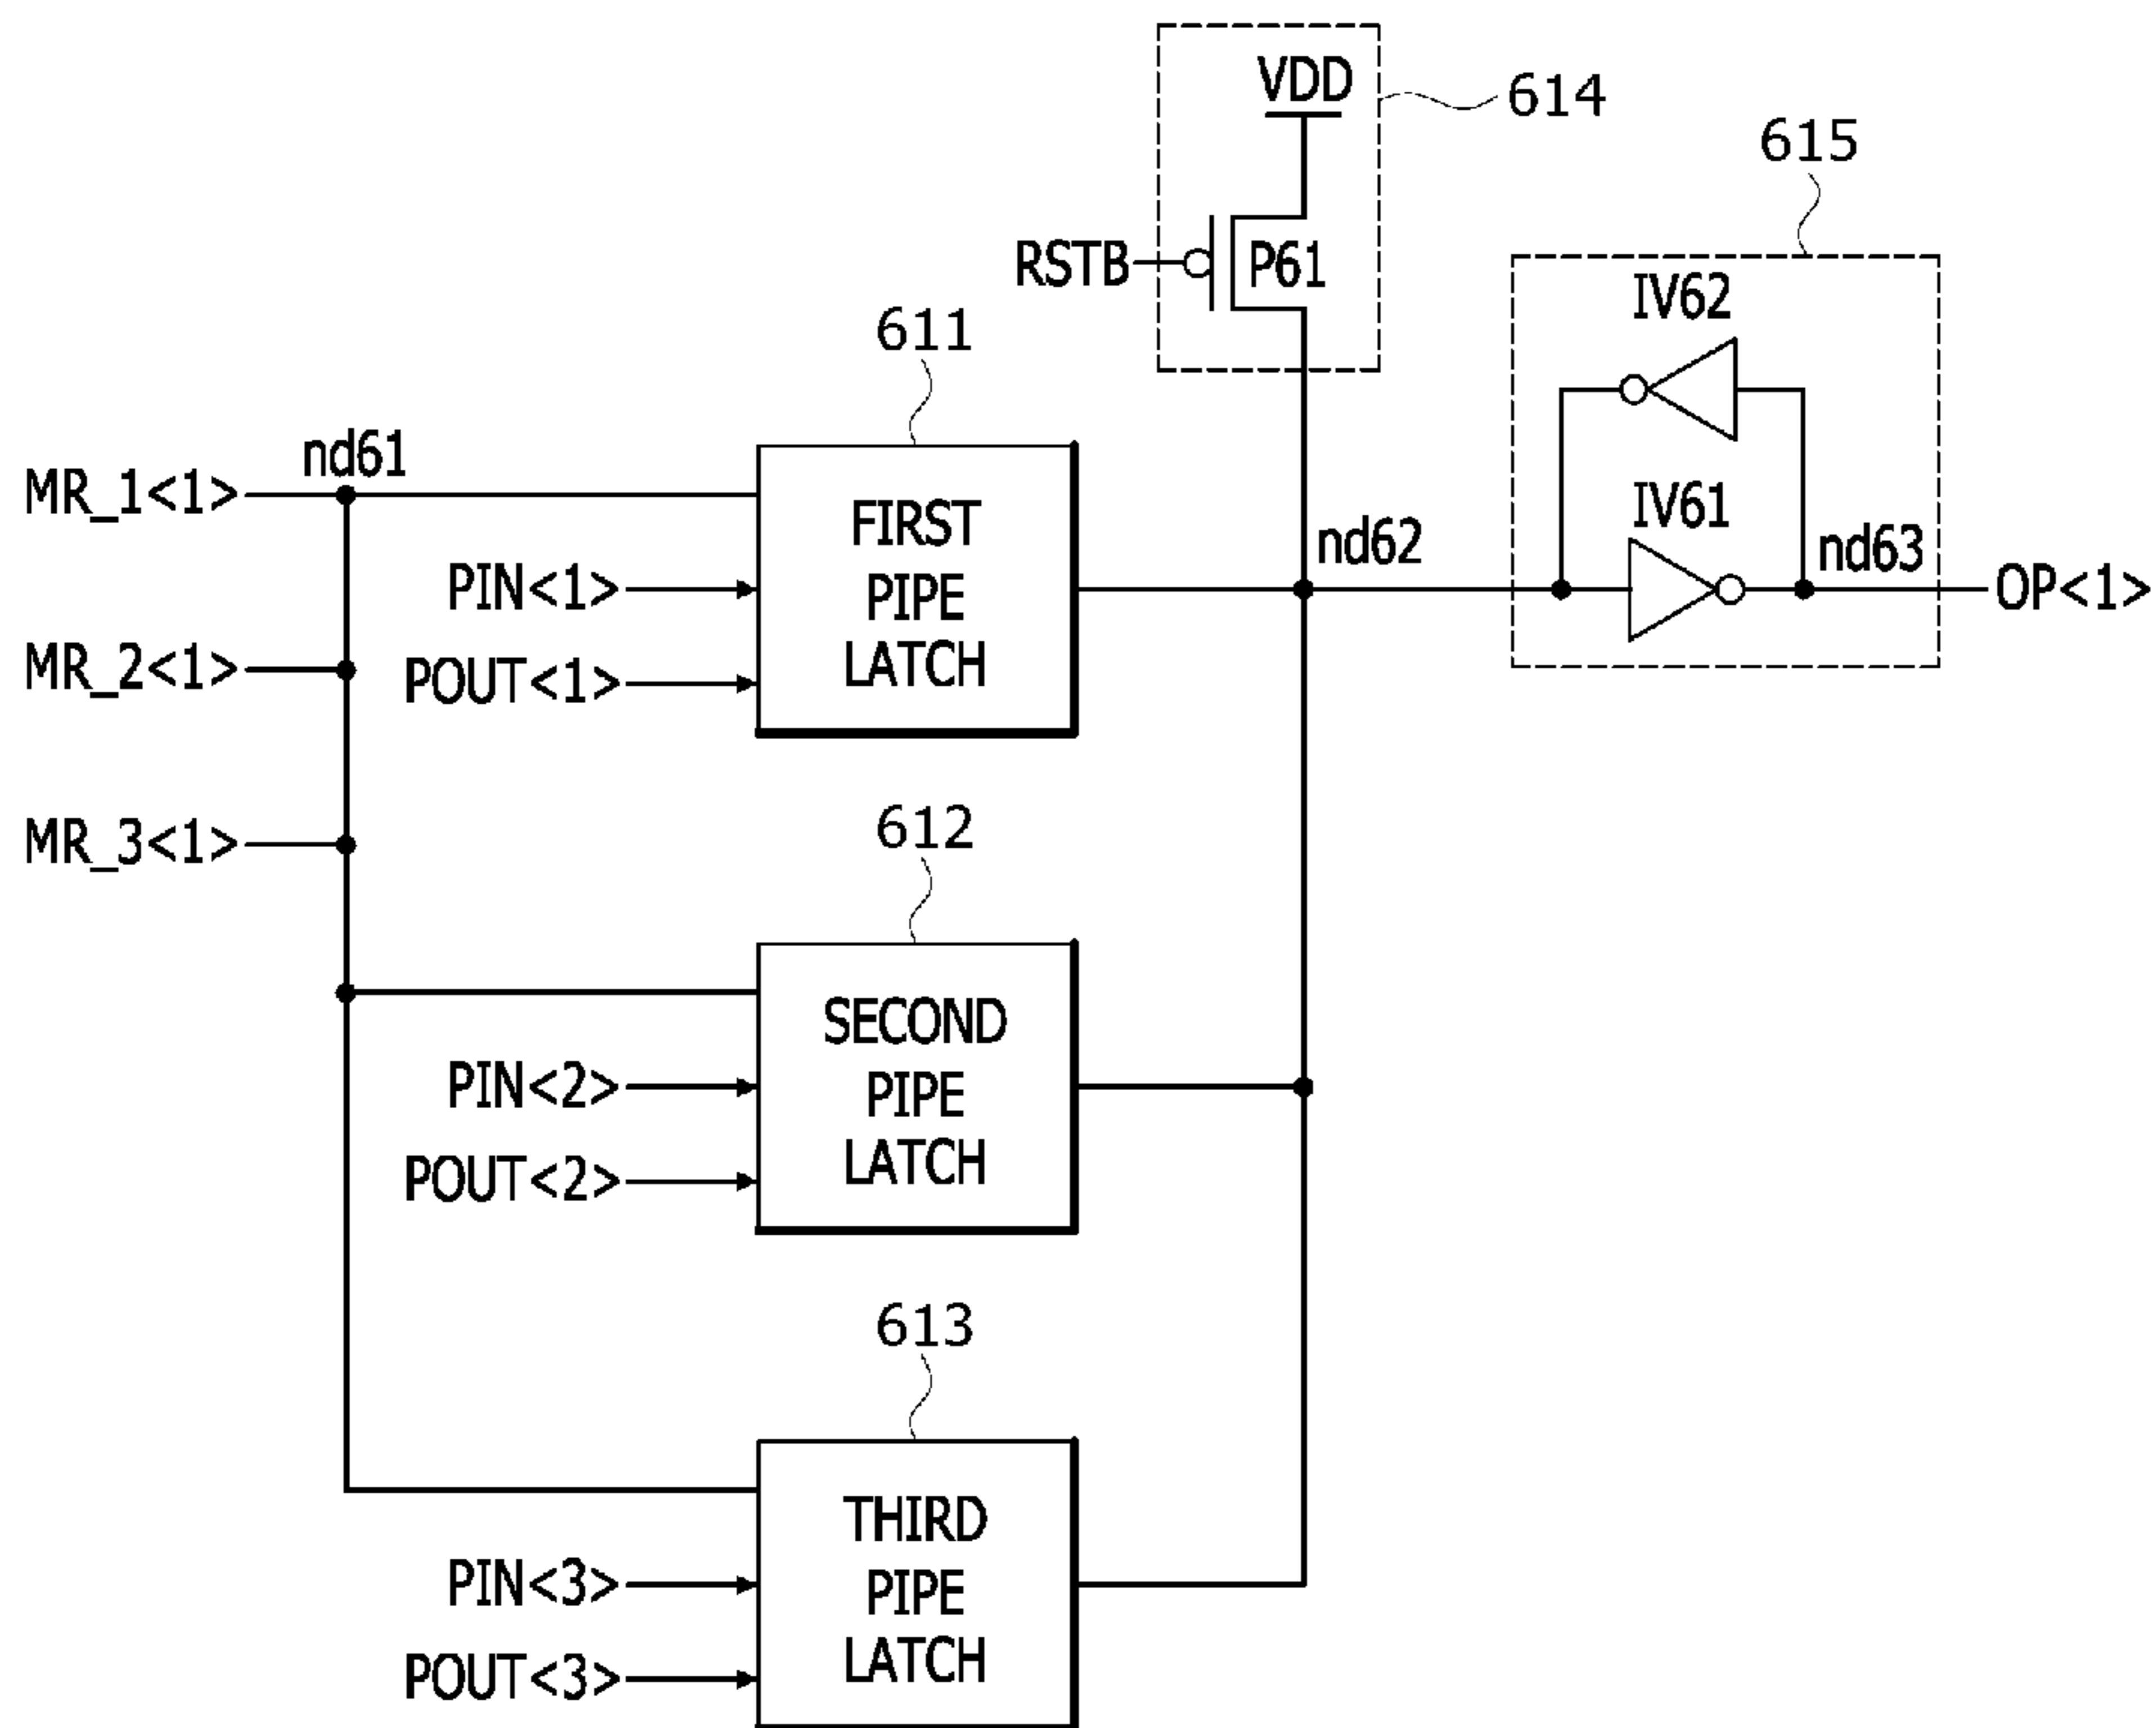 VDD
614
615
RSTB
P61
IV62
611
nd61
MR_1<1>
FIRST
PIPE
LATCH
IV61
nd62
nd63
PIN<1>
OP<1>
MR_2<1>
POUT<1>
612
MR_3<1>
SECOND
PIPE
LATCH
PIN<2>
POUT<2>
613
THIRD
PIPE
LATCH
PIN<3>
POUT<3>